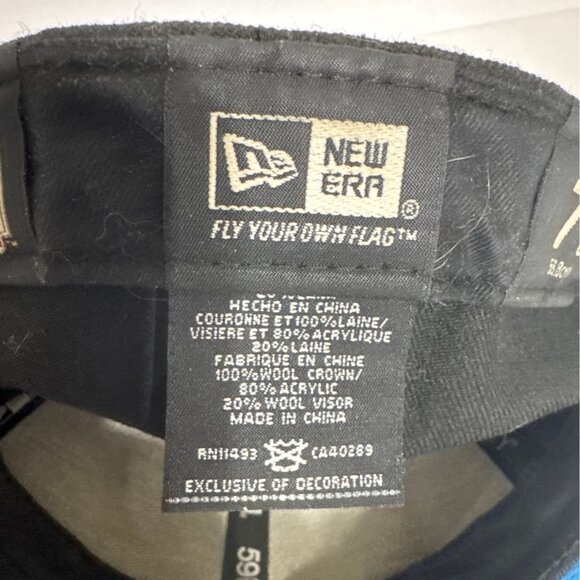 NEW
ERA
®
FLY YOUR OWN FLAG™
HECHO EN CHINA
COURONNE ET 100% LAINE/
VISIERE ET 80% ACRYLIQUE
20% LAINE
FABRIQUE EN CHINE
100% WOOL CROWN/
80% ACRYLIC
20% WOOL VISOR
MADE IN CHINA
RN11493 CA40289
EXCLUSIVE OF DECORATION
7
59